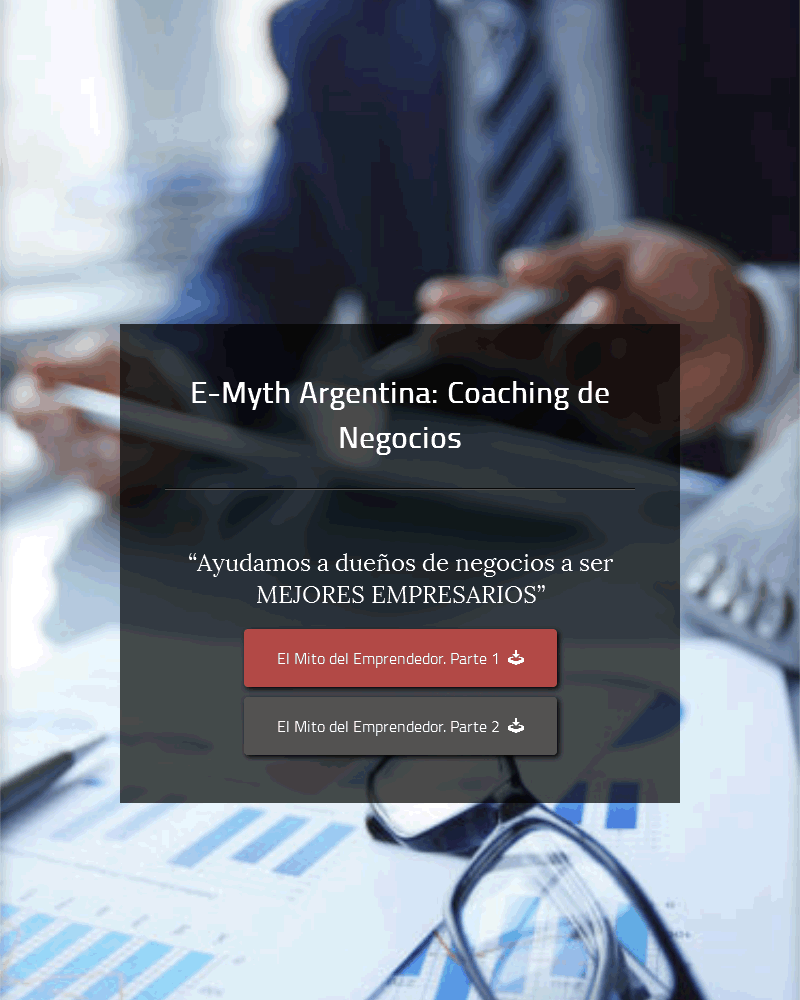 E-Myth Argentina: Coaching de
Negocios
“Ayudamos a dueños de negocios a ser
MEJORES EMPRESARIOS”
El Mito del Emprendedor. Parte 1
El Mito del Emprendedor. Parte 2